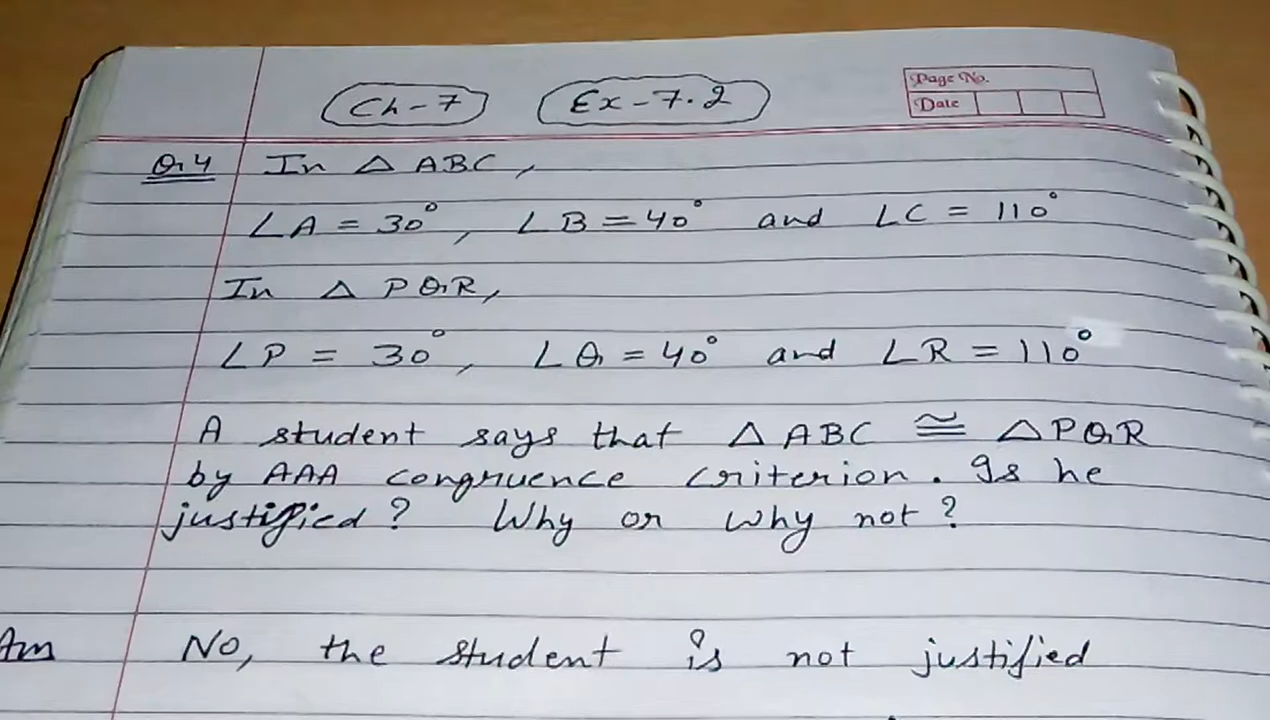 Ch-7 Ex-7.2
Page No.
Date
Q4 In △ ABC,
∠A = 30°, ∠B = 40° and ∠C = 110°
In △ PQR,
∠P = 30°, ∠Q = 40° and ∠R = 110°
A student says that △ABC ≅ △PQR
by AAA congruence criterion. Is he
justified? Why or why not?
Ans No, the student is not justified